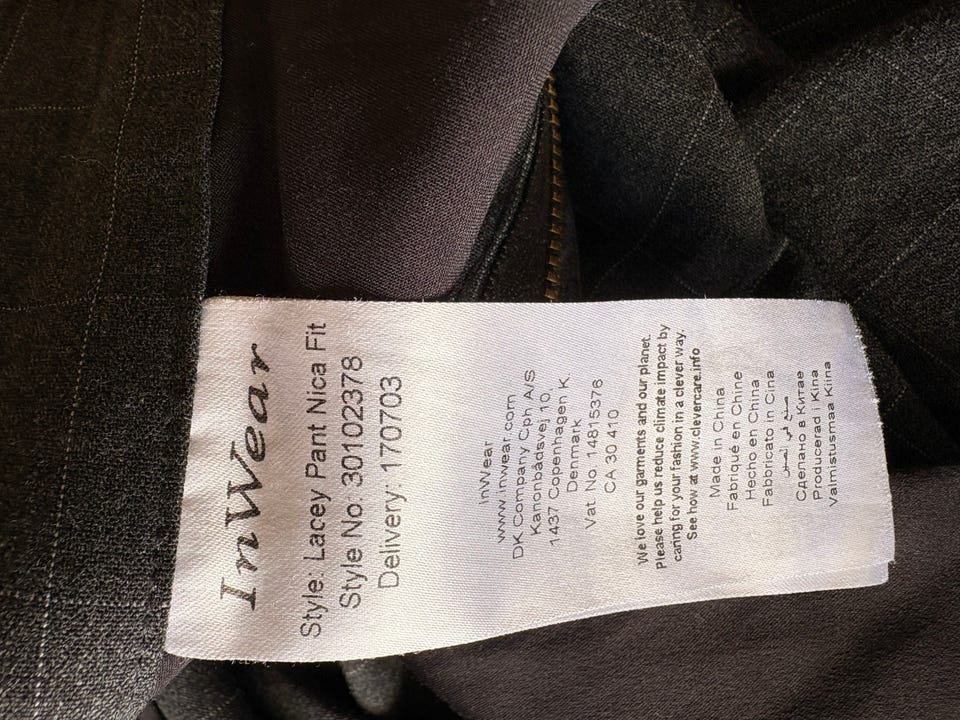 InWear
Style: Lacey Pant Nica Fit
Style No: 30102378
Delivery: 170703
InWear
www.inwear.com
DK Company Cph A/S
Kanonbådsvej 10,
1437 Copenhagen K
Denmark
Vat. No. 14815376
CA 30 410
We love our garments and our planet.
Please help us reduce climate impact by
caring for your fashion in a clever way.
See how at www.clevercare.info
Made in China
Fabriqué en Chine
Hecho en China
Fabricato in Cina
صنع في الصين
Сделано в Китае
Producerad i Kina
Valmistusmaa Kiina